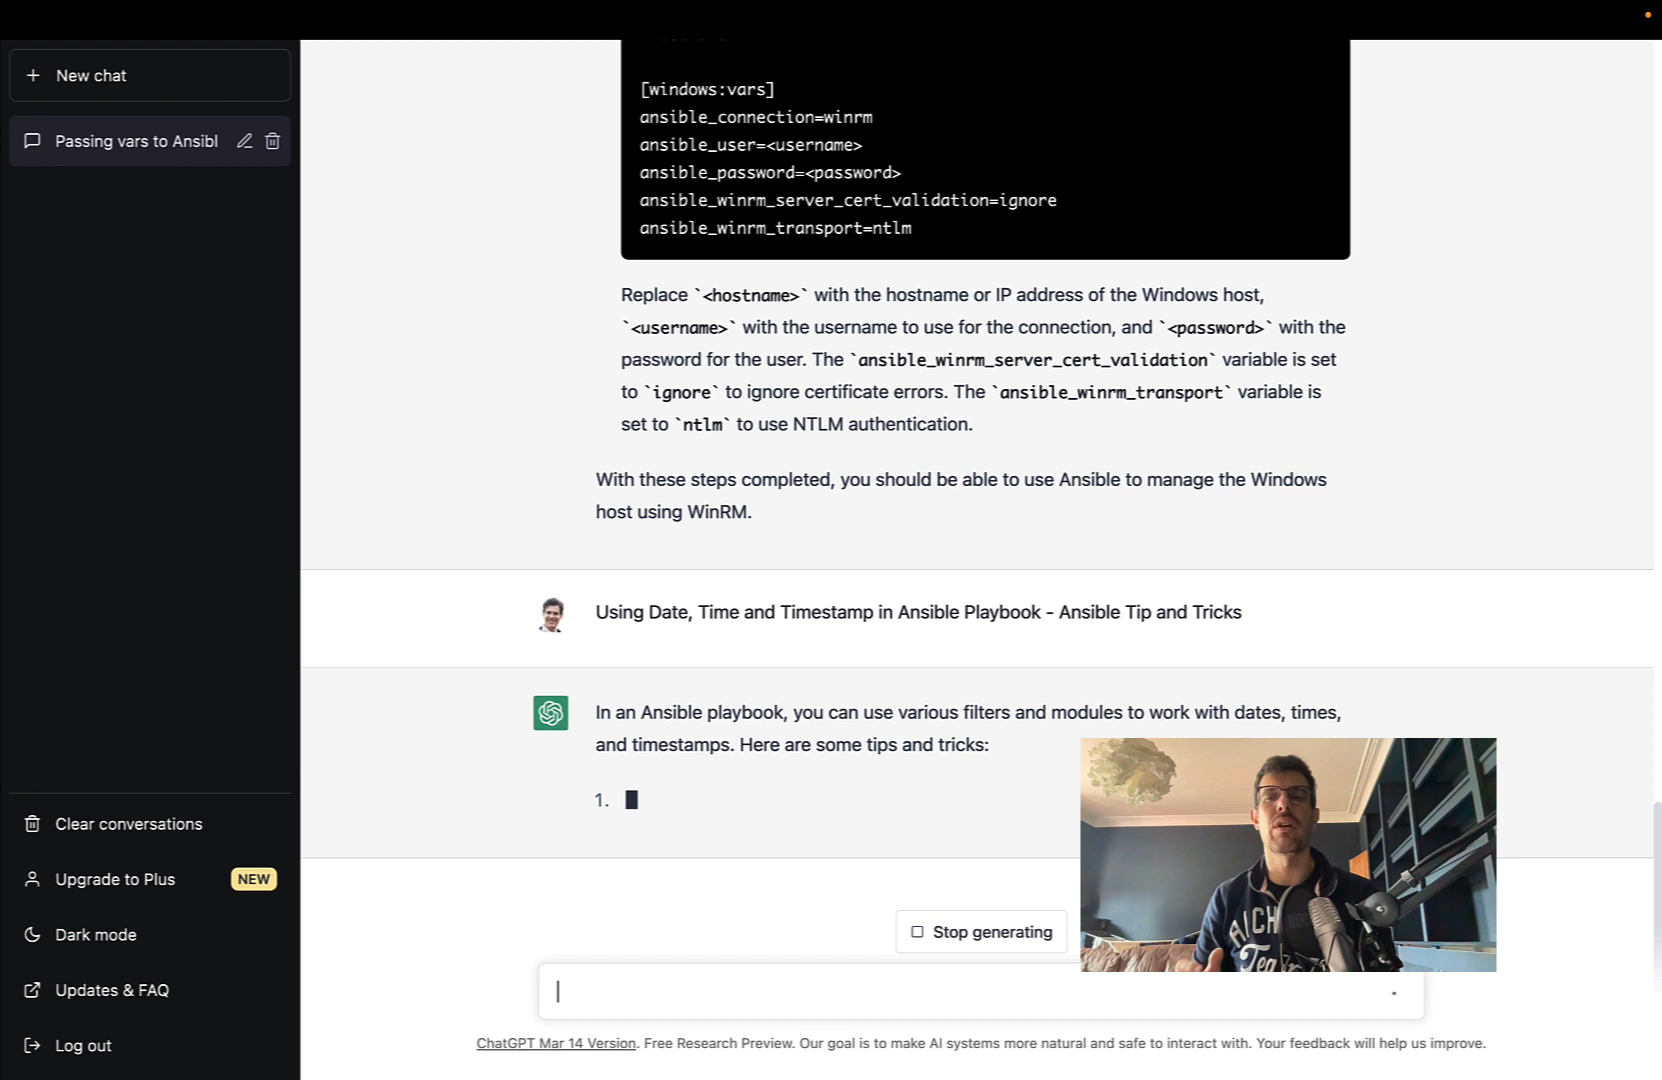 New chat
Passing vars to Ansibl
[windows:vars]
ansible_connection=winrm
ansible_user=<username>
ansible_password=<password>
ansible_winrm_server_cert_validation=ignore
ansible_winrm_transport=ntlm
Replace `<hostname>` with the hostname or IP address of the Windows host,
`<username>` with the username to use for the connection, and `<password>` with the
password for the user. The `ansible_winrm_server_cert_validation` variable is set
to `ignore` to ignore certificate errors. The `ansible_winrm_transport` variable is
set to `ntlm` to use NTLM authentication.
With these steps completed, you should be able to use Ansible to manage the Windows
host using WinRM.
Using Date, Time and Timestamp in Ansible Playbook - Ansible Tip and Tricks
In an Ansible playbook, you can use various filters and modules to work with dates, times,
and timestamps. Here are some tips and tricks:
1.
Stop generating
Clear conversations
Upgrade to Plus NEW
Dark mode
Updates & FAQ
Log out
ChatGPT Mar 14 Version. Free Research Preview. Our goal is to make AI systems more natural and safe to interact with. Your feedback will help us improve.